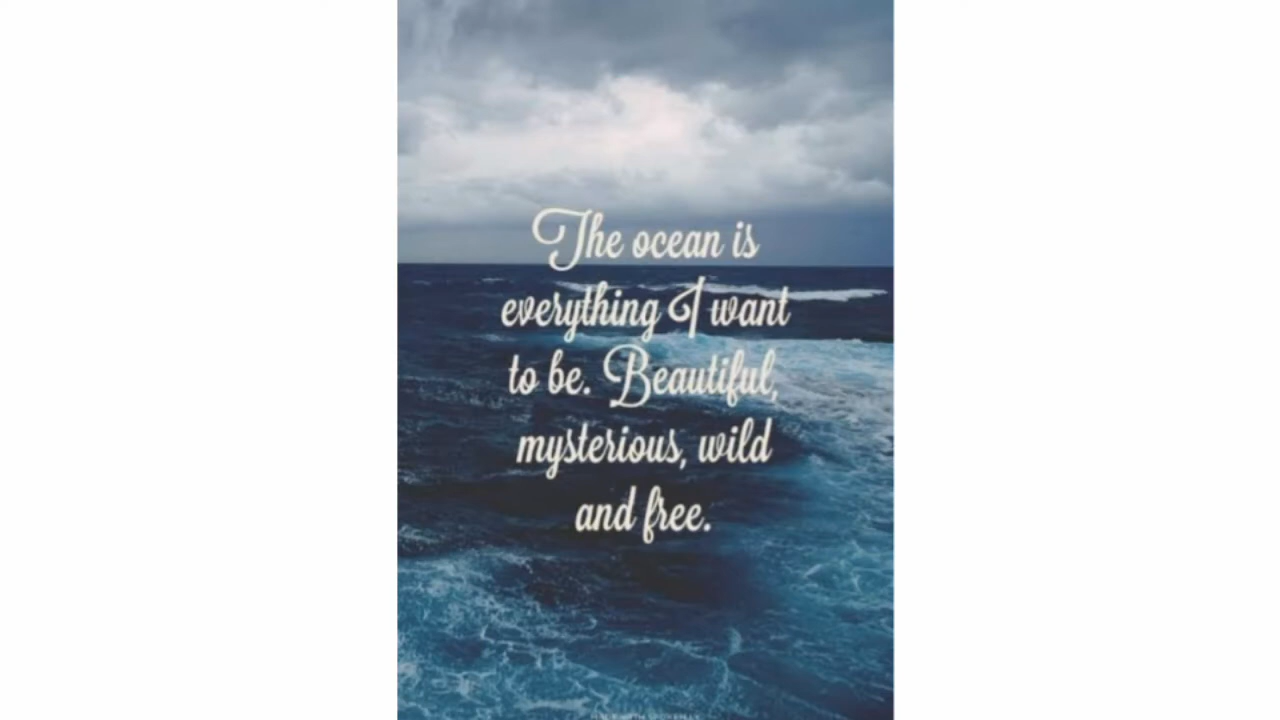 The ocean is
everything I want
to be. Beautiful,
mysterious, wild
and free.